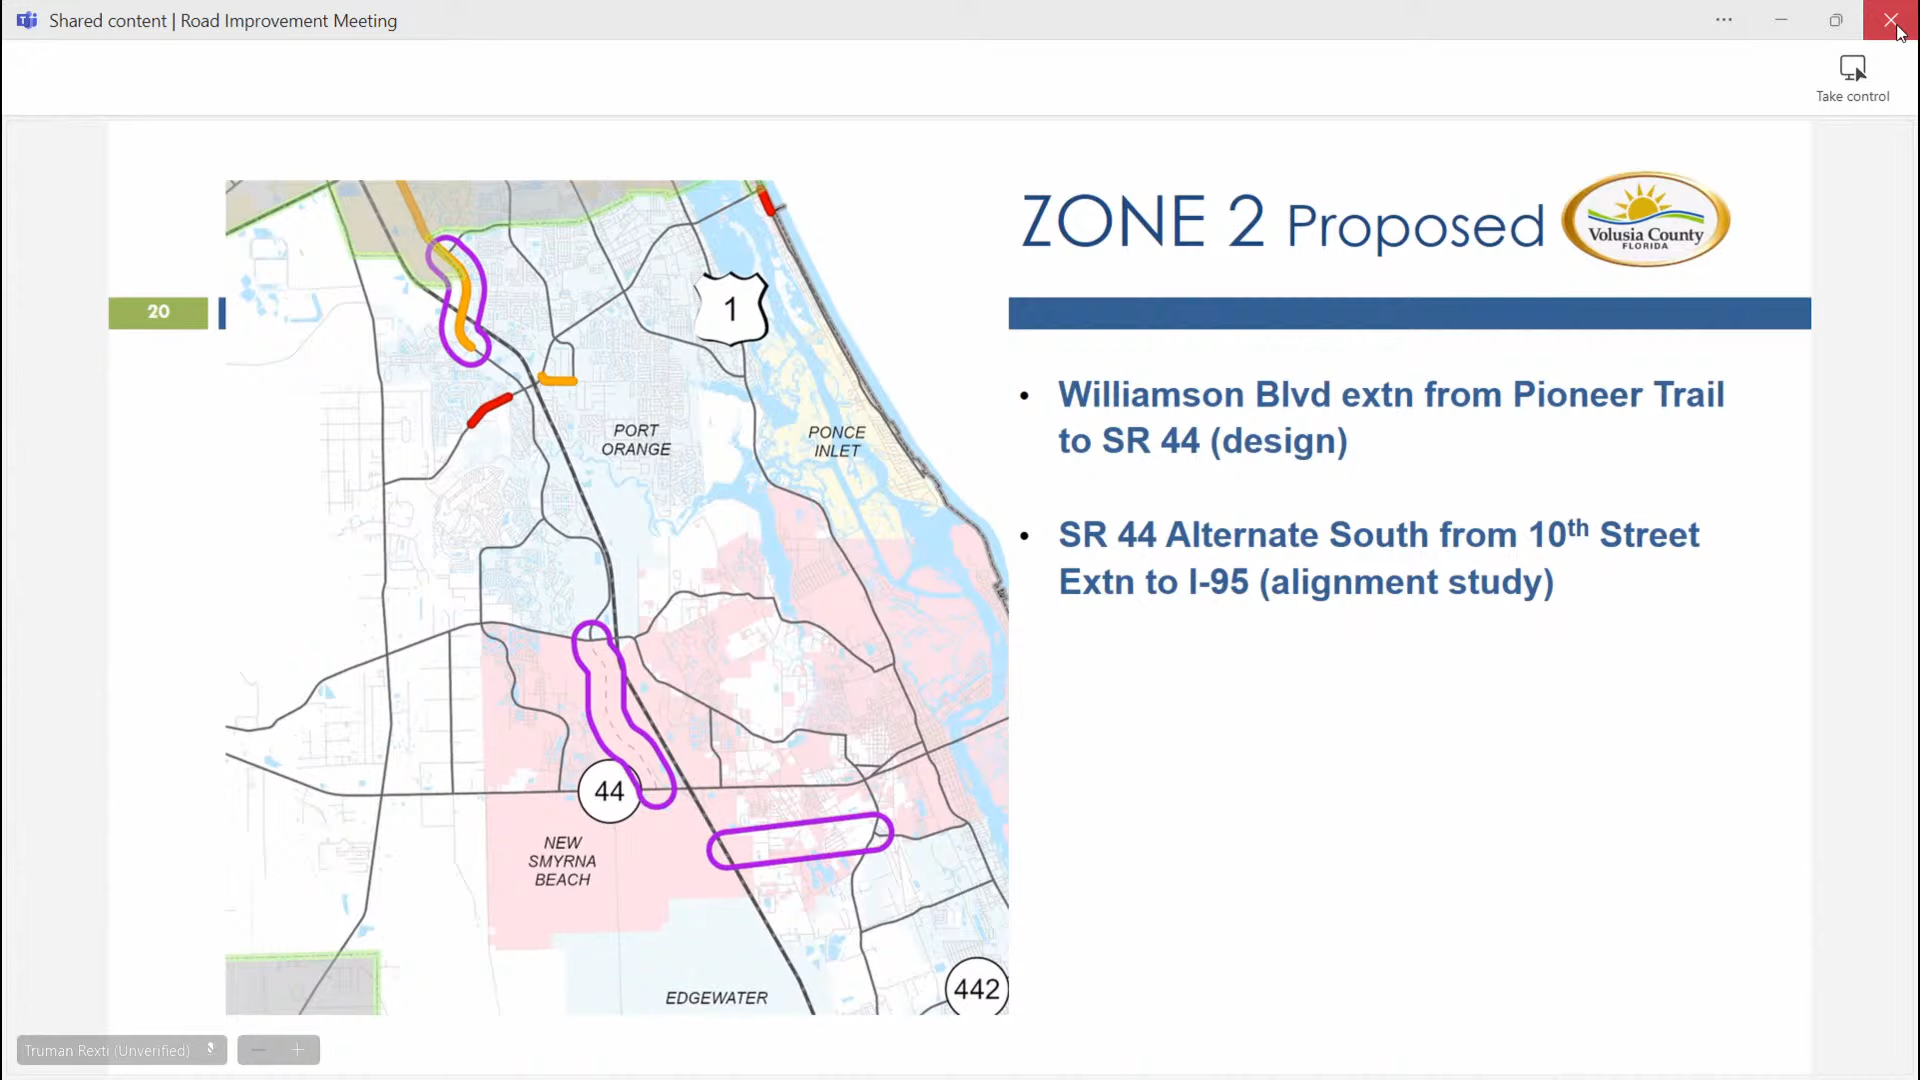 Shared content | Road Improvement Meeting
Take control
ZONE 2 Proposed
Volusia County
FLORIDA
20
1
PORT
ORANGE
PONCE
INLET
44
NEW
SMYRNA
BEACH
EDGEWATER
442
• Williamson Blvd extn from Pioneer Trail
to SR 44 (design)
• SR 44 Alternate South from 10th Street
Extn to I-95 (alignment study)
Truman Rexti (Unverified)